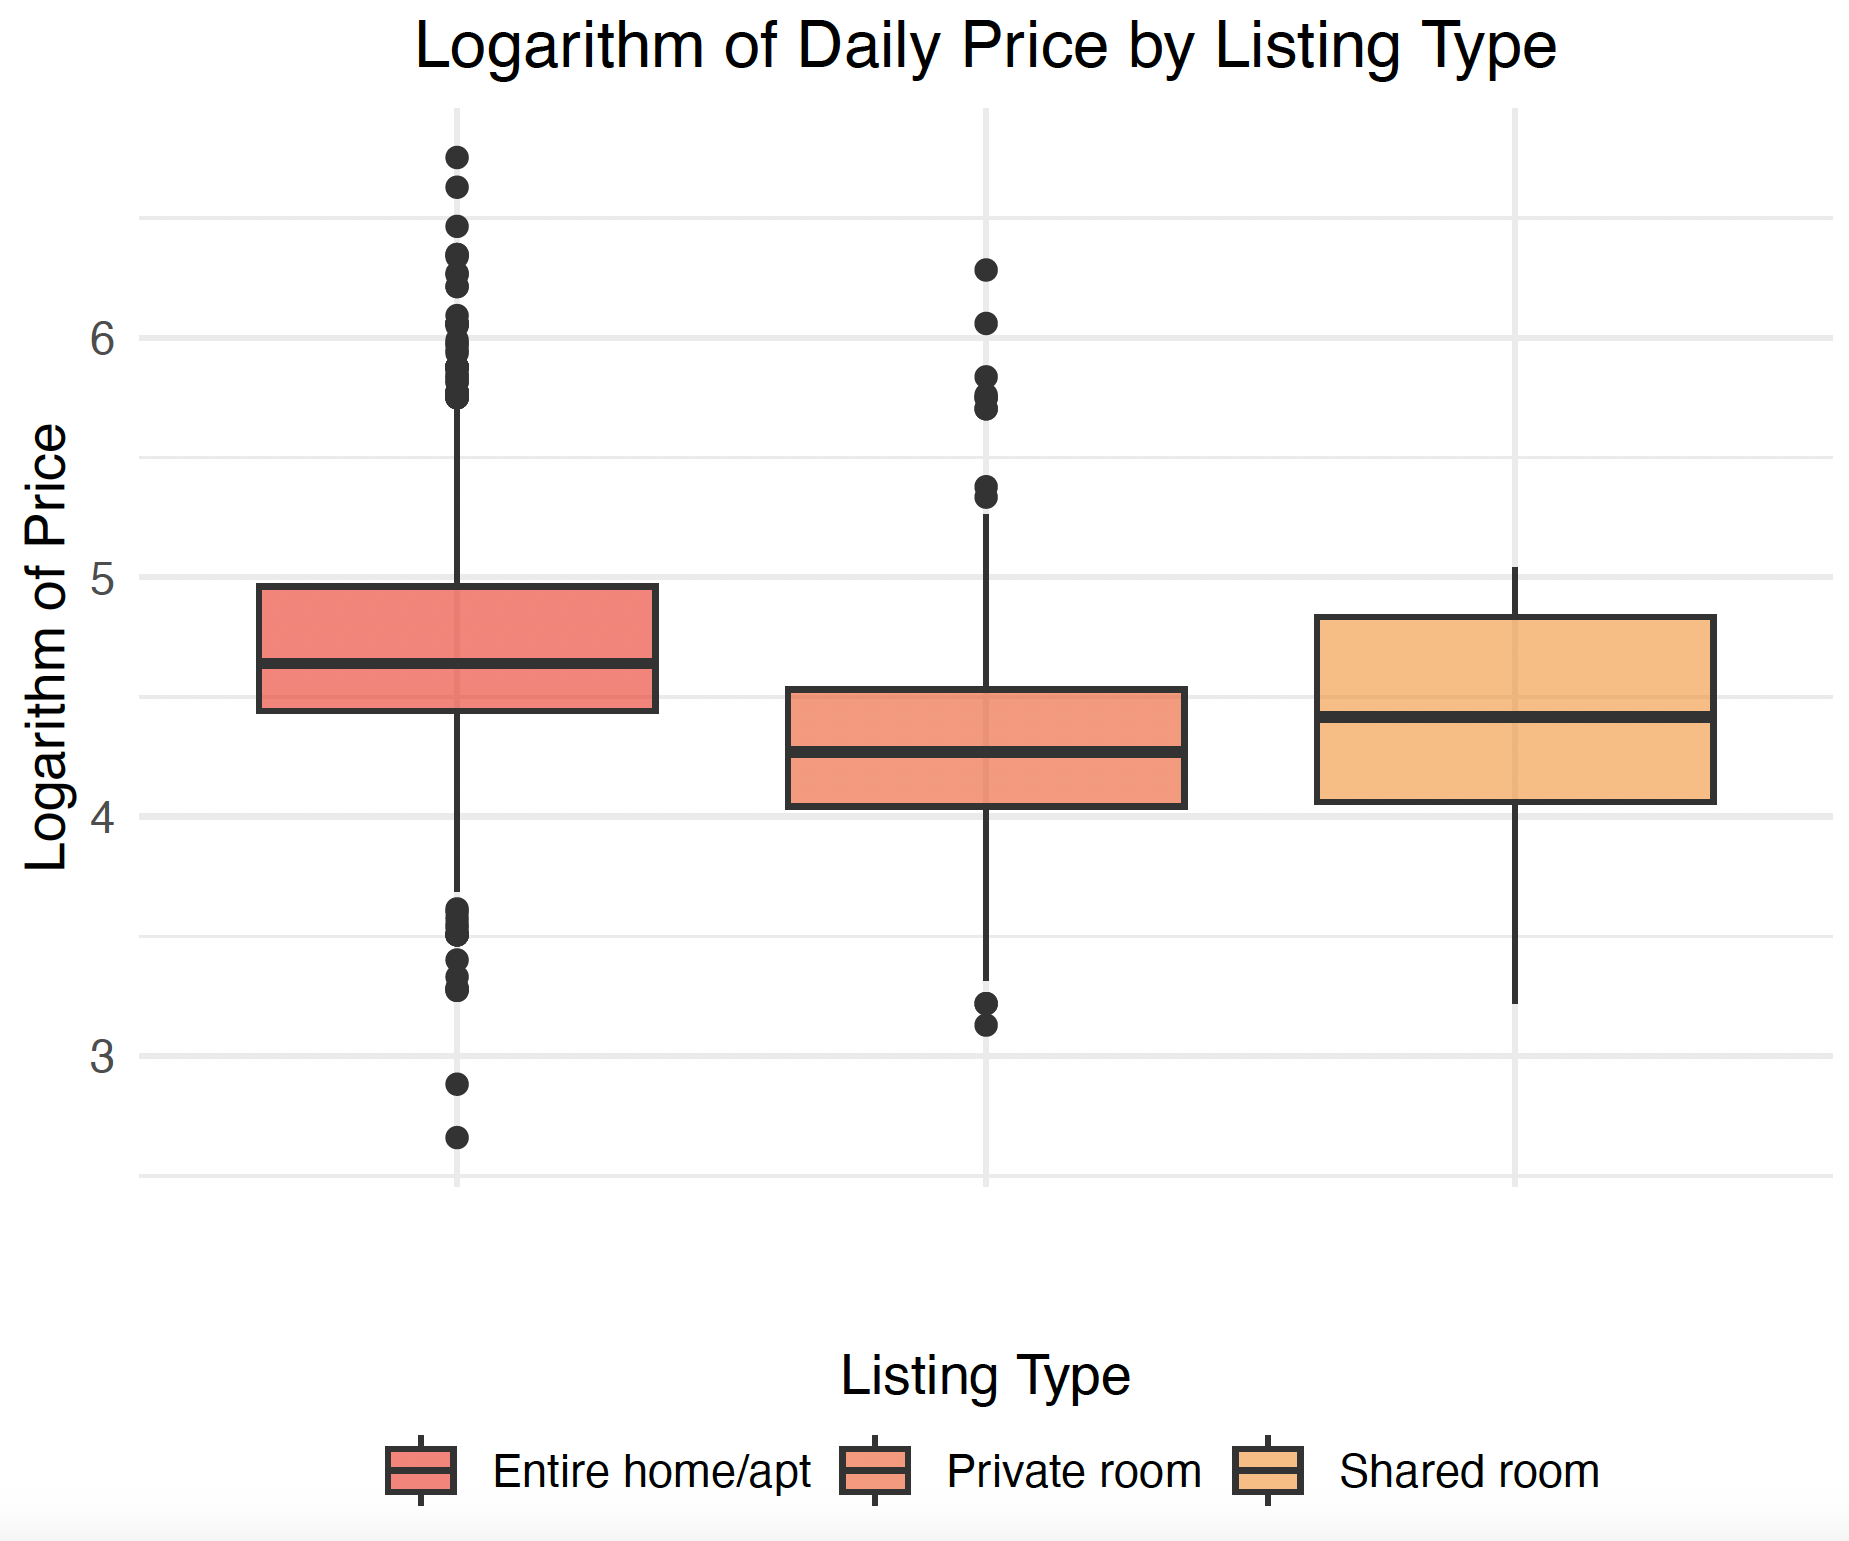 Logarithm of Daily Price by Listing Type
Logarithm of Price
6
5
4
3
Listing Type
Entire home/apt
Private room
Shared room